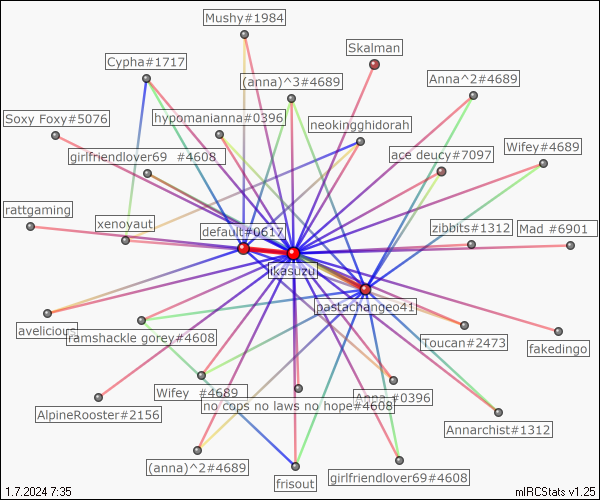 Mushy#1984
Skalman
Cypha#1717
(anna)^3#4689
Anna^2#4689
Soxy Foxy#5076
hypomanianna#0396
neokingghidorah
Wifey#4689
girlfriendlover69 #4608
ace deucy#7097
rattgaming
xenoyaut
default#0617
zibbits#1312
Mad #6901
ikasuzu
pastachangeo41
avelicious
ramshackle gorey#4608
Toucan#2473
fakedingo
Wifey #4689
Anna #0396
no cops no laws no hope#4608
AlpineRooster#2156
Annarchist#1312
(anna)^2#4689
frisout
girlfriendlover69#4608
1.7.2024 7:35
mIRCStats v1.25